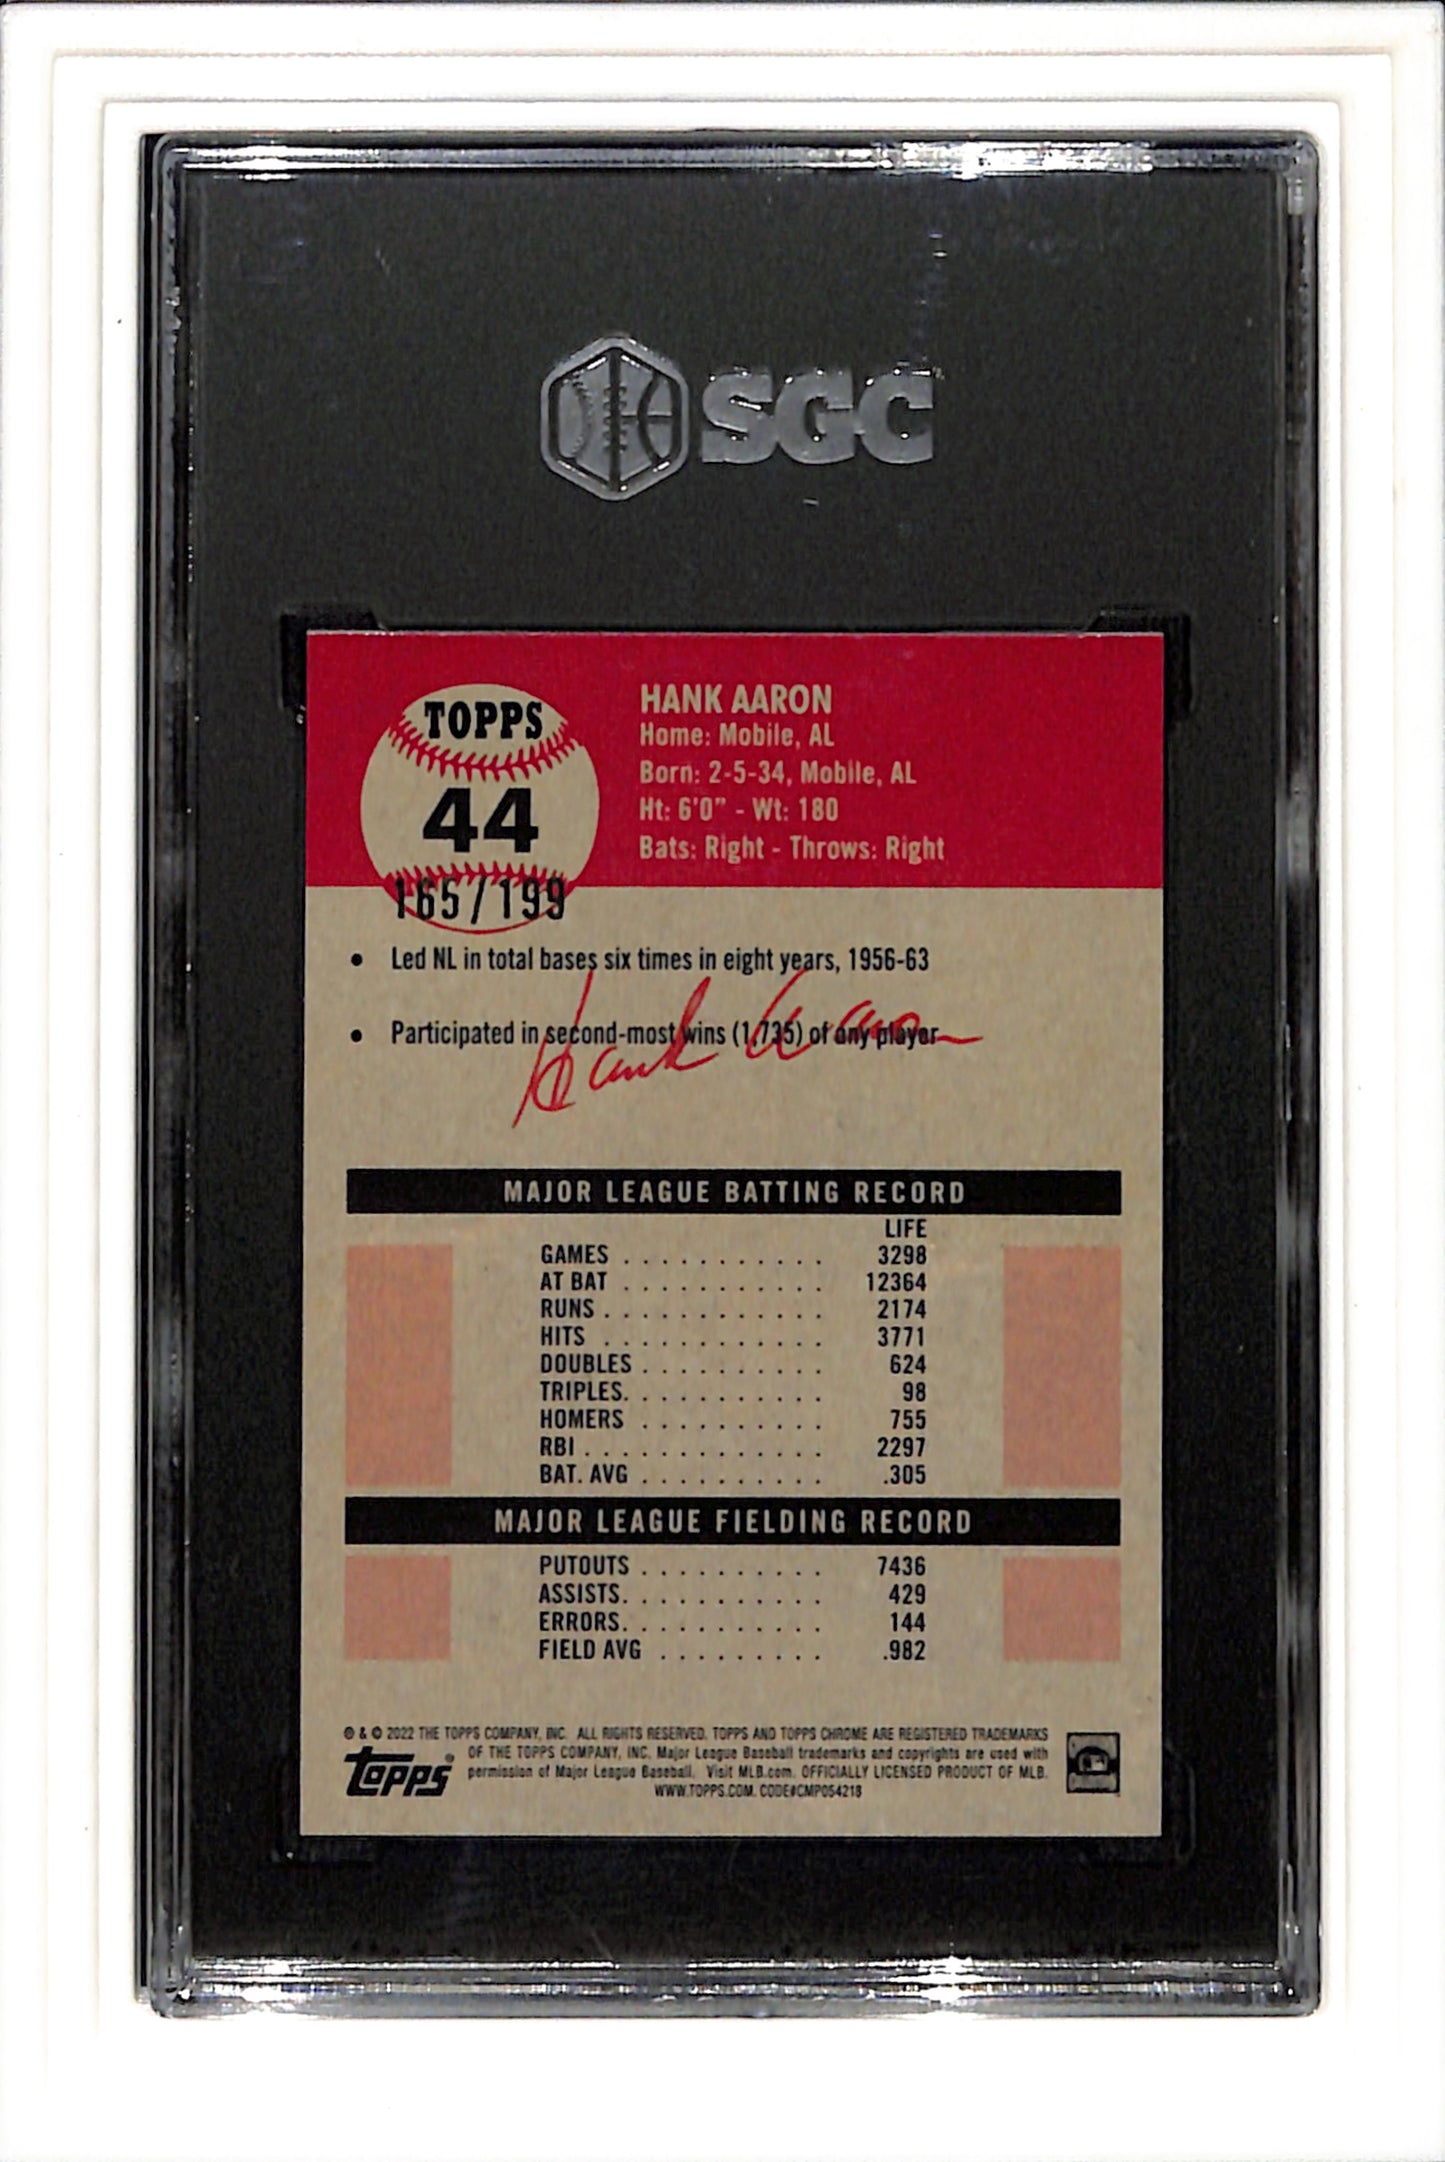 SGC
TOPPS
44
165/199
HANK AARON
Home: Mobile, AL
Born: 2-5-34, Mobile, AL
Ht: 6'0" - Wt: 180
Bats: Right - Throws: Right
• Led NL in total bases six times in eight years, 1956-63
• Participated in second-most wins (1,735) of any player
Hank Aaron
MAJOR LEAGUE BATTING RECORD
LIFE
GAMES . . . . . . . . . . . 3298
AT BAT . . . . . . . . . . . 12364
RUNS . . . . . . . . . . . . 2174
HITS . . . . . . . . . . . . 3771
DOUBLES . . . . . . . . . . 624
TRIPLES. . . . . . . . . . . 98
HOMERS . . . . . . . . . . 755
RBI . . . . . . . . . . . . . 2297
BAT. AVG . . . . . . . . . . .305
MAJOR LEAGUE FIELDING RECORD
PUTOUTS . . . . . . . . . . 7436
ASSISTS. . . . . . . . . . . 429
ERRORS. . . . . . . . . . . 144
FIELD AVG . . . . . . . . . .982
® & © 2022 THE TOPPS COMPANY, INC. ALL RIGHTS RESERVED. TOPPS AND TOPPS CHROME ARE REGISTERED TRADEMARKS
OF THE TOPPS COMPANY, INC. Major League Baseball trademarks and copyrights are used with
permission of Major League Baseball. Visit MLB.com. OFFICIALLY LICENSED PRODUCT OF MLB.
WWW.TOPPS.COM. CODE#CMP054218
Topps®